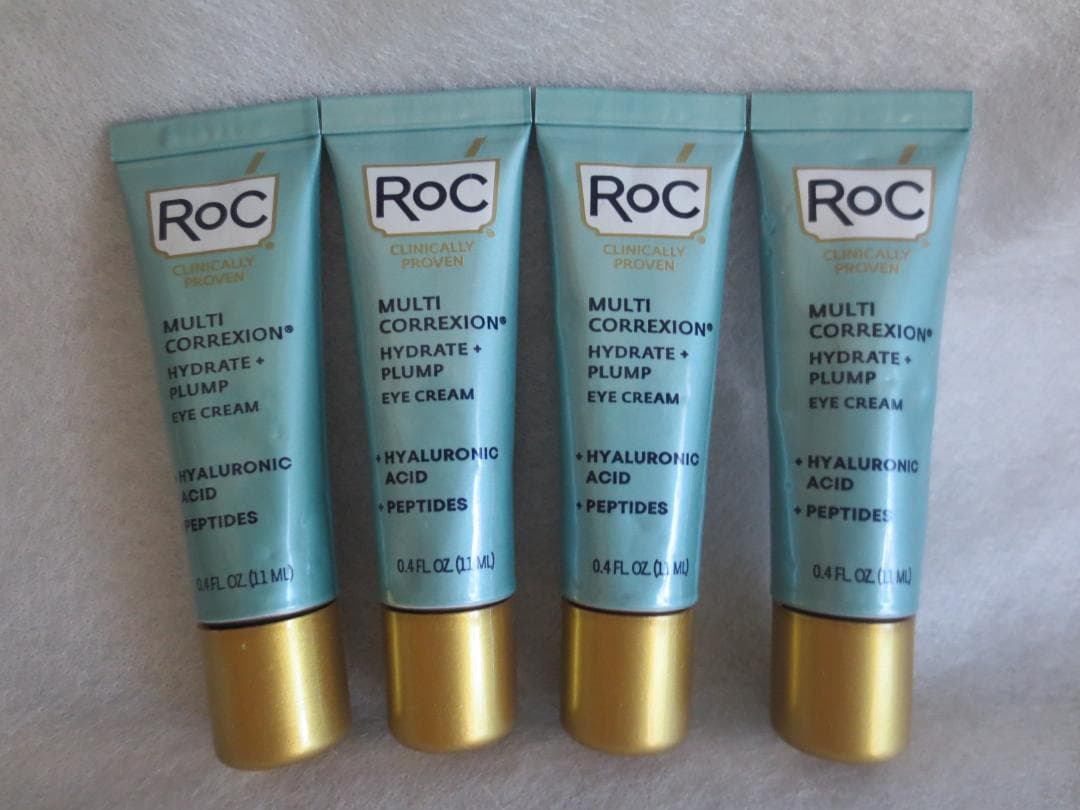 RoC
CLINICALLY
PROVEN
MULTI
CORREXION®
HYDRATE +
PLUMP
EYE CREAM
HYALURONIC
ACID
PEPTIDES
0.4 FL. OZ. (11 ML)
RoC
CLINICALLY
PROVEN
MULTI
CORREXION®
HYDRATE +
PLUMP
EYE CREAM
+ HYALURONIC
ACID
+ PEPTIDES
0.4 FL. OZ. (11 ML)
RoC
CLINICALLY
PROVEN
MULTI
CORREXION®
HYDRATE +
PLUMP
EYE CREAM
+ HYALURONIC
ACID
+ PEPTIDES
0.4 FL. OZ. (11 ML)
RoC
CLINICALLY
PROVEN
MULTI
CORREXION®
HYDRATE +
PLUMP
EYE CREAM
+ HYALURONIC
ACID
+ PEPTIDES
0.4 FL. OZ. (11 ML)